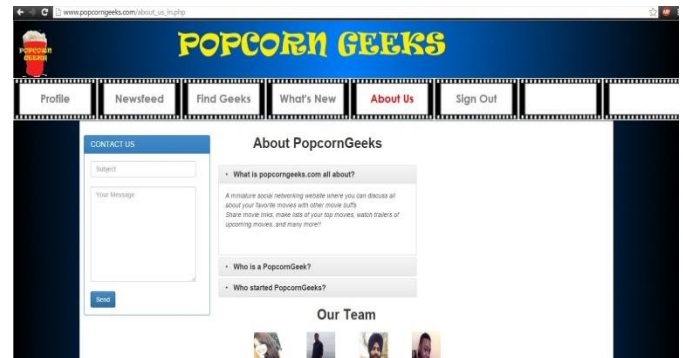 www.popcorngeeks.com/about_us_in.php
POPCORN
GEEKS
POPCORN GEEKS
Profile
Newsfeed
Find Geeks
What's New
About Us
Sign Out
CONTACT US
Subject
Your Message
Send
About PopcornGeeks
What is popcorngeeks.com all about?
A miniature social networking website where you can discuss all
about your favorite movies with other movie buffs
Share movie links, make lists of your top movies, watch trailers of
upcoming movies..and many more!!
Who is a PopcornGeek?
Who started PopcornGeeks?
Our Team